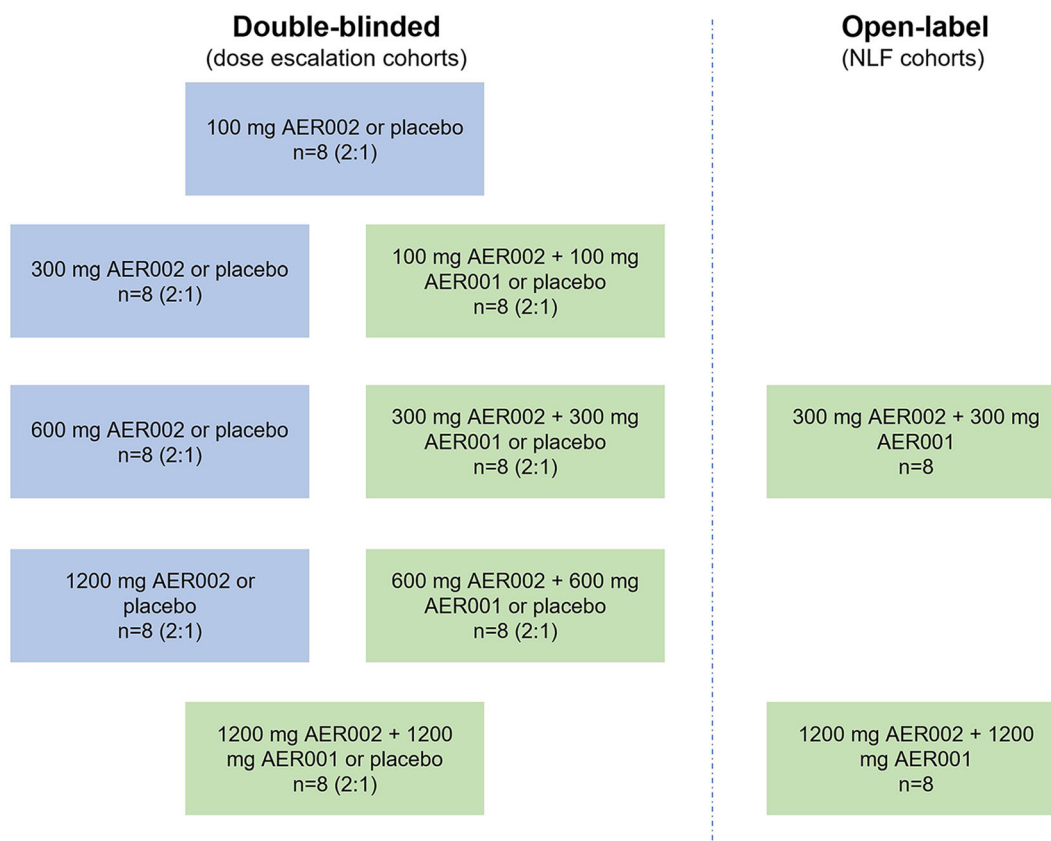 Double-blinded
(dose escalation cohorts)
100 mg AER002 or placebo
n=8 (2:1)
300 mg AER002 or placebo
n=8 (2:1)
100 mg AER002 + 100 mg
AER001 or placebo
n=8 (2:1)
600 mg AER002 or placebo
n=8 (2:1)
300 mg AER002 + 300 mg
AER001 or placebo
n=8 (2:1)
1200 mg AER002 or
placebo
n=8 (2:1)
600 mg AER002 + 600 mg
AER001 or placebo
n=8 (2:1)
1200 mg AER002 + 1200
mg AER001 or placebo
n=8 (2:1)
Open-label
(NLF cohorts)
300 mg AER002 + 300 mg
AER001
n=8
1200 mg AER002 + 1200
mg AER001
n=8